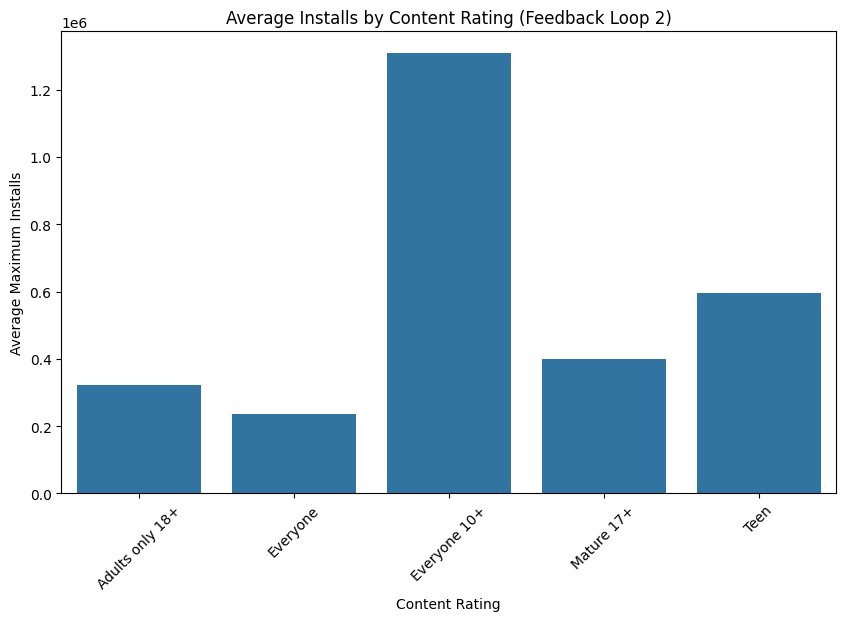 Average Installs by Content Rating (Feedback Loop 2)
1e6
Average Maximum Installs
1.2
1.0
0.8
0.6
0.4
0.2
0.0
Adults only 18+
Everyone
Everyone 10+
Mature 17+
Teen
Content Rating